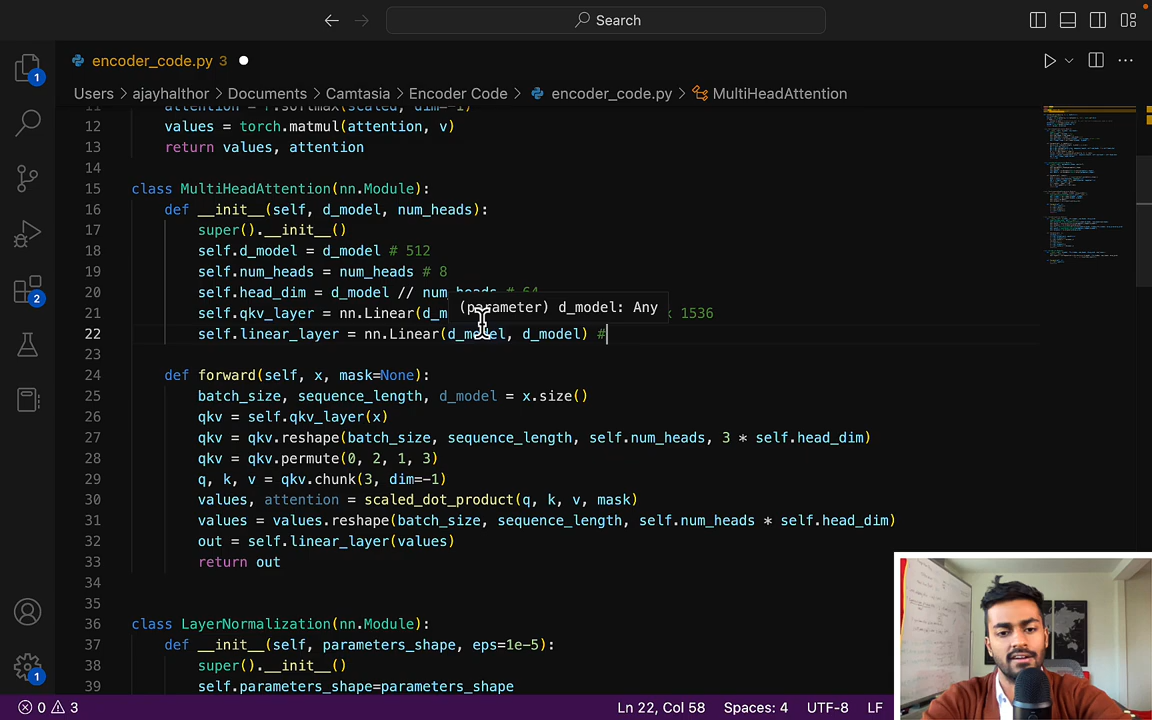 Search
encoder_code.py 3
1
Users > ajayhalthor > Documents > Camtasia > Encoder Code > encoder_code.py > MultiHeadAttention
12 values = torch.matmul(attention, v)
13 return values, attention
14
15 class MultiHeadAttention(nn.Module):
16 def __init__(self, d_model, num_heads):
17 super().__init__()
18 self.d_model = d_model # 512
19 self.num_heads = num_heads # 8
20 self.head_dim = d_model // num_heads # 64
(parameter) d_model: Any
21 self.qkv_layer = nn.Linear(d_m 1536
22 self.linear_layer = nn.Linear(d_model, d_model) #
23
24 def forward(self, x, mask=None):
25 batch_size, sequence_length, d_model = x.size()
26 qkv = self.qkv_layer(x)
27 qkv = qkv.reshape(batch_size, sequence_length, self.num_heads, 3 * self.head_dim)
28 qkv = qkv.permute(0, 2, 1, 3)
29 q, k, v = qkv.chunk(3, dim=-1)
30 values, attention = scaled_dot_product(q, k, v, mask)
31 values = values.reshape(batch_size, sequence_length, self.num_heads * self.head_dim)
32 out = self.linear_layer(values)
33 return out
34
35
36 class LayerNormalization(nn.Module):
37 def __init__(self, parameters_shape, eps=1e-5):
38 super().__init__()
39 self.parameters_shape=parameters_shape
2
1
0 3
Ln 22, Col 58 Spaces: 4 UTF-8 LF